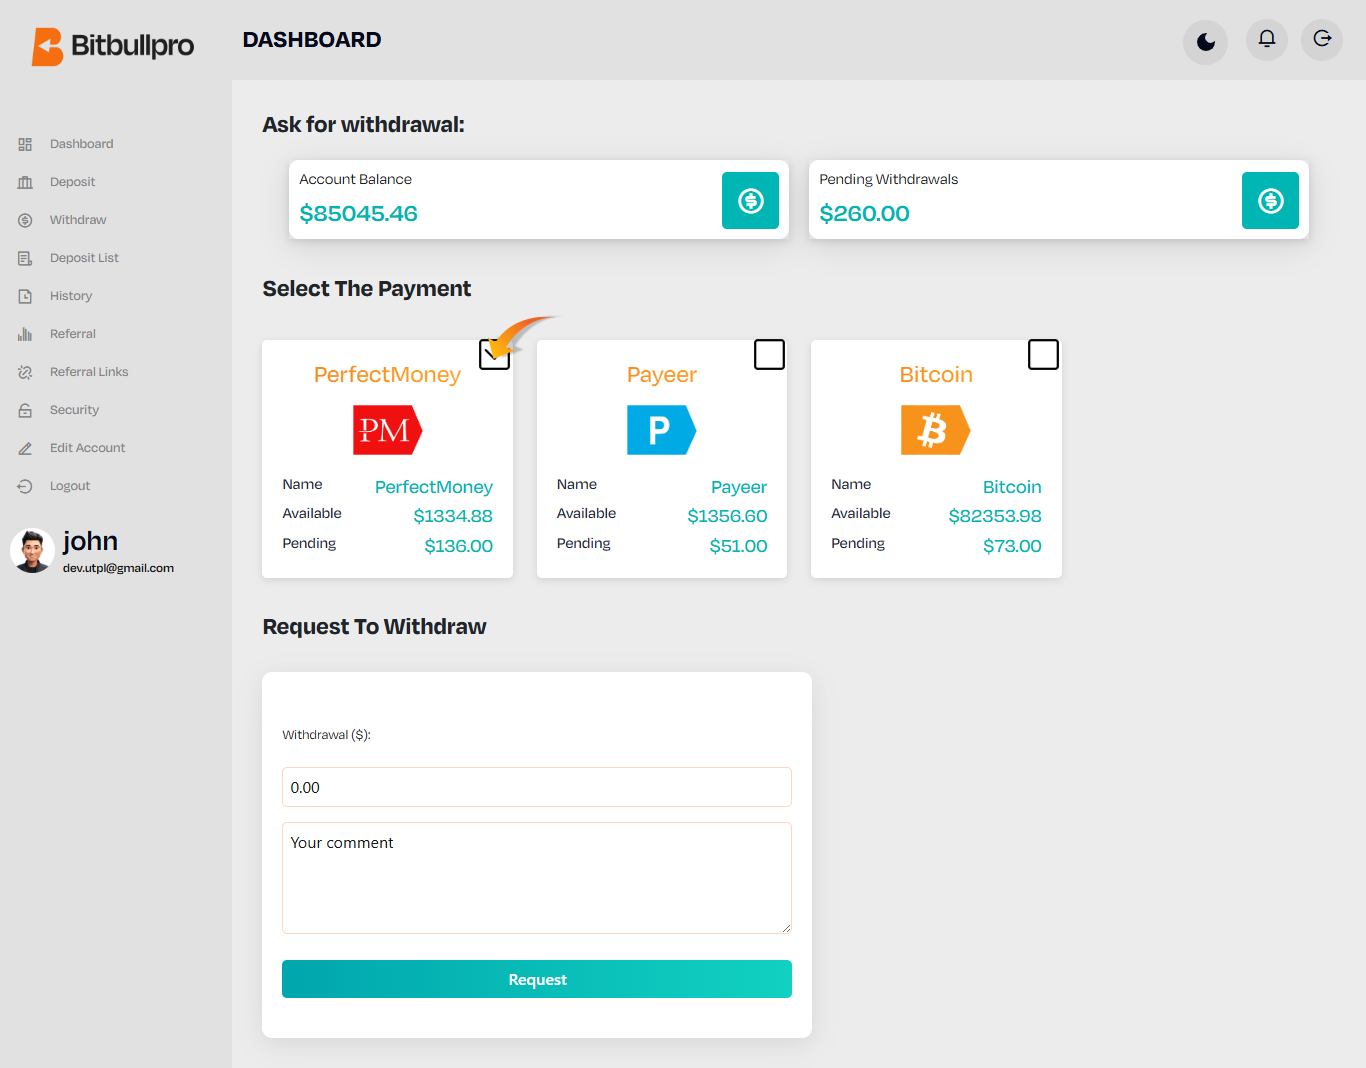 Bitbullpro
DASHBOARD
Dashboard
Deposit
Withdraw
Deposit List
History
Referral
Referral Links
Security
Edit Account
Logout
john
dev.utpl@gmail.com
Ask for withdrawal:
Account Balance
$85045.46
Pending Withdrawals
$260.00
Select The Payment
PerfectMoney
PM
Name PerfectMoney
Available $1334.88
Pending $136.00
Payeer
P
Name Payeer
Available $1356.60
Pending $51.00
Bitcoin
Name Bitcoin
Available $82353.98
Pending $73.00
Request To Withdraw
Withdrawal ($):
0.00
Your comment
Request